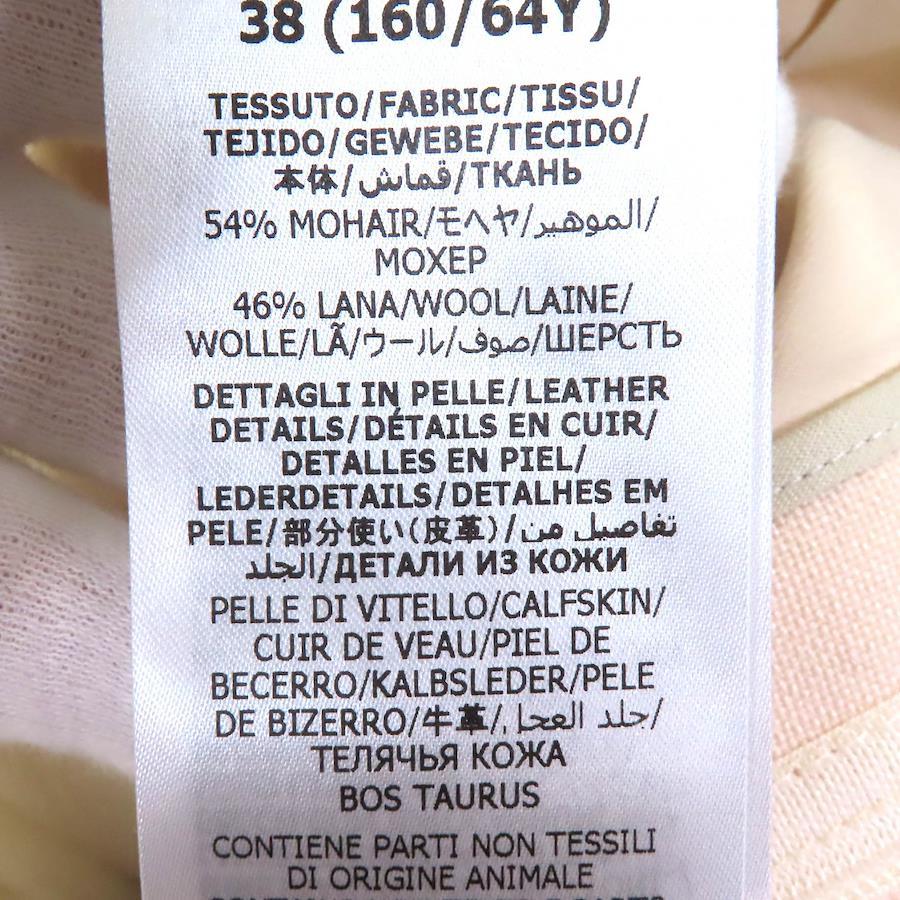 38 (160/64Y)
TESSUTO/FABRIC/TISSU/
TEJIDO/GEWEBE/TECIDO/
本体/قماش/ТКАНЬ
54% MOHAIR/モヘヤ/الموهير/
МОХЕР
46% LANA/WOOL/LAINE/
WOLLE/LÃ/ウール/صوف/ШЕРСТЬ
DETTAGLI IN PELLE/LEATHER
DETAILS/DÉTAILS EN CUIR/
DETALLES EN PIEL/
LEDERDETAILS/DETALHES EM
PELE/部分使い(皮革)/تفاصيل من
الجلد/ДЕТАЛИ ИЗ КОЖИ
PELLE DI VITELLO/CALFSKIN/
CUIR DE VEAU/PIEL DE
BECERRO/KALBSLEDER/PELE
DE BIZERRO/牛革/جلد العجل/
ТЕЛЯЧЬЯ КОЖА
BOS TAURUS
CONTIENE PARTI NON TESSILI
DI ORIGINE ANIMALE